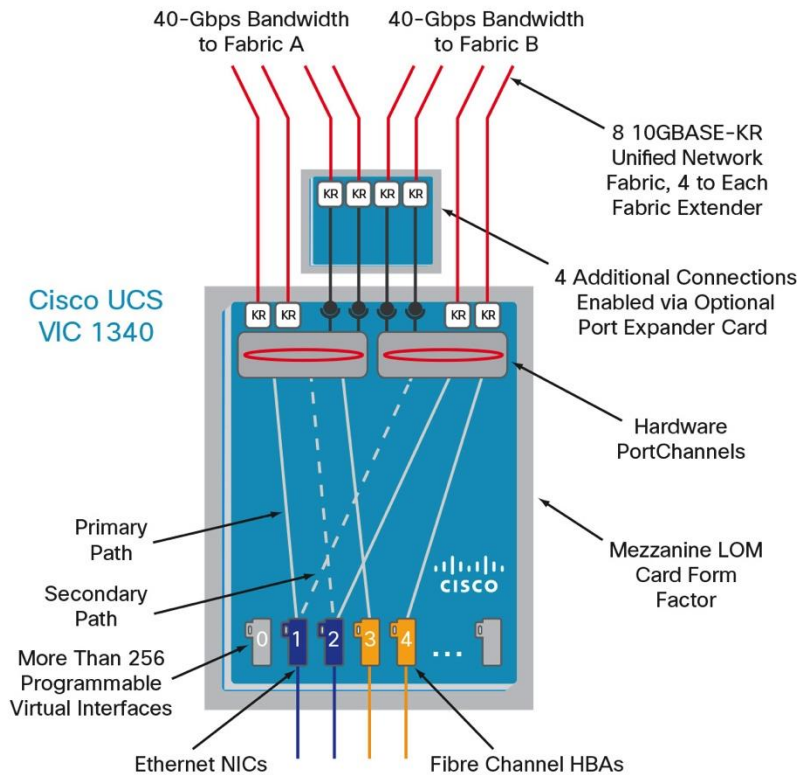 40-Gbps Bandwidth
to Fabric A
40-Gbps Bandwidth
to Fabric B
8 10GBASE-KR
Unified Network
Fabric, 4 to Each
Fabric Extender
KR KR KR KR
4 Additional Connections
Enabled via Optional
Port Expander Card
Cisco UCS
VIC 1340
KR KR
KR KR
Hardware
PortChannels
Primary
Path
Mezzanine LOM
Card Form
Factor
CISCO
Secondary
Path
0 1 2 3 4 ...
More Than 256
Programmable
Virtual Interfaces
Ethernet NICs
Fibre Channel HBAs